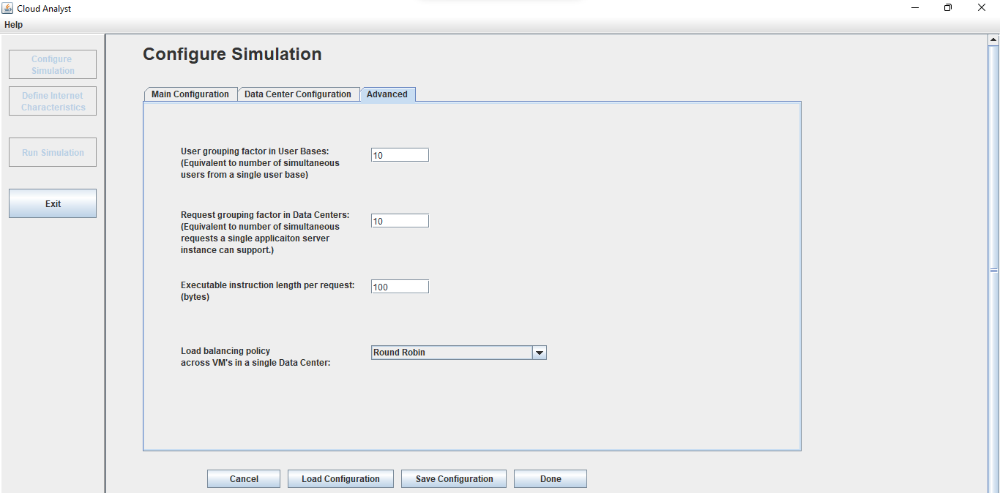 Cloud Analyst
Help
Configure
Simulation
Define Internet
Characteristics
Run Simulation
Exit
Configure Simulation
Main Configuration
Data Center Configuration
Advanced
User grouping factor in User Bases:
(Equivalent to number of simultaneous
users from a single user base)
10
Request grouping factor in Data Centers:
(Equivalent to number of simultaneous
requests a single applicaiton server
instance can support.)
10
Executable instruction length per request:
(bytes)
100
Load balancing policy
across VM's in a single Data Center:
Round Robin
Cancel
Load Configuration
Save Configuration
Done